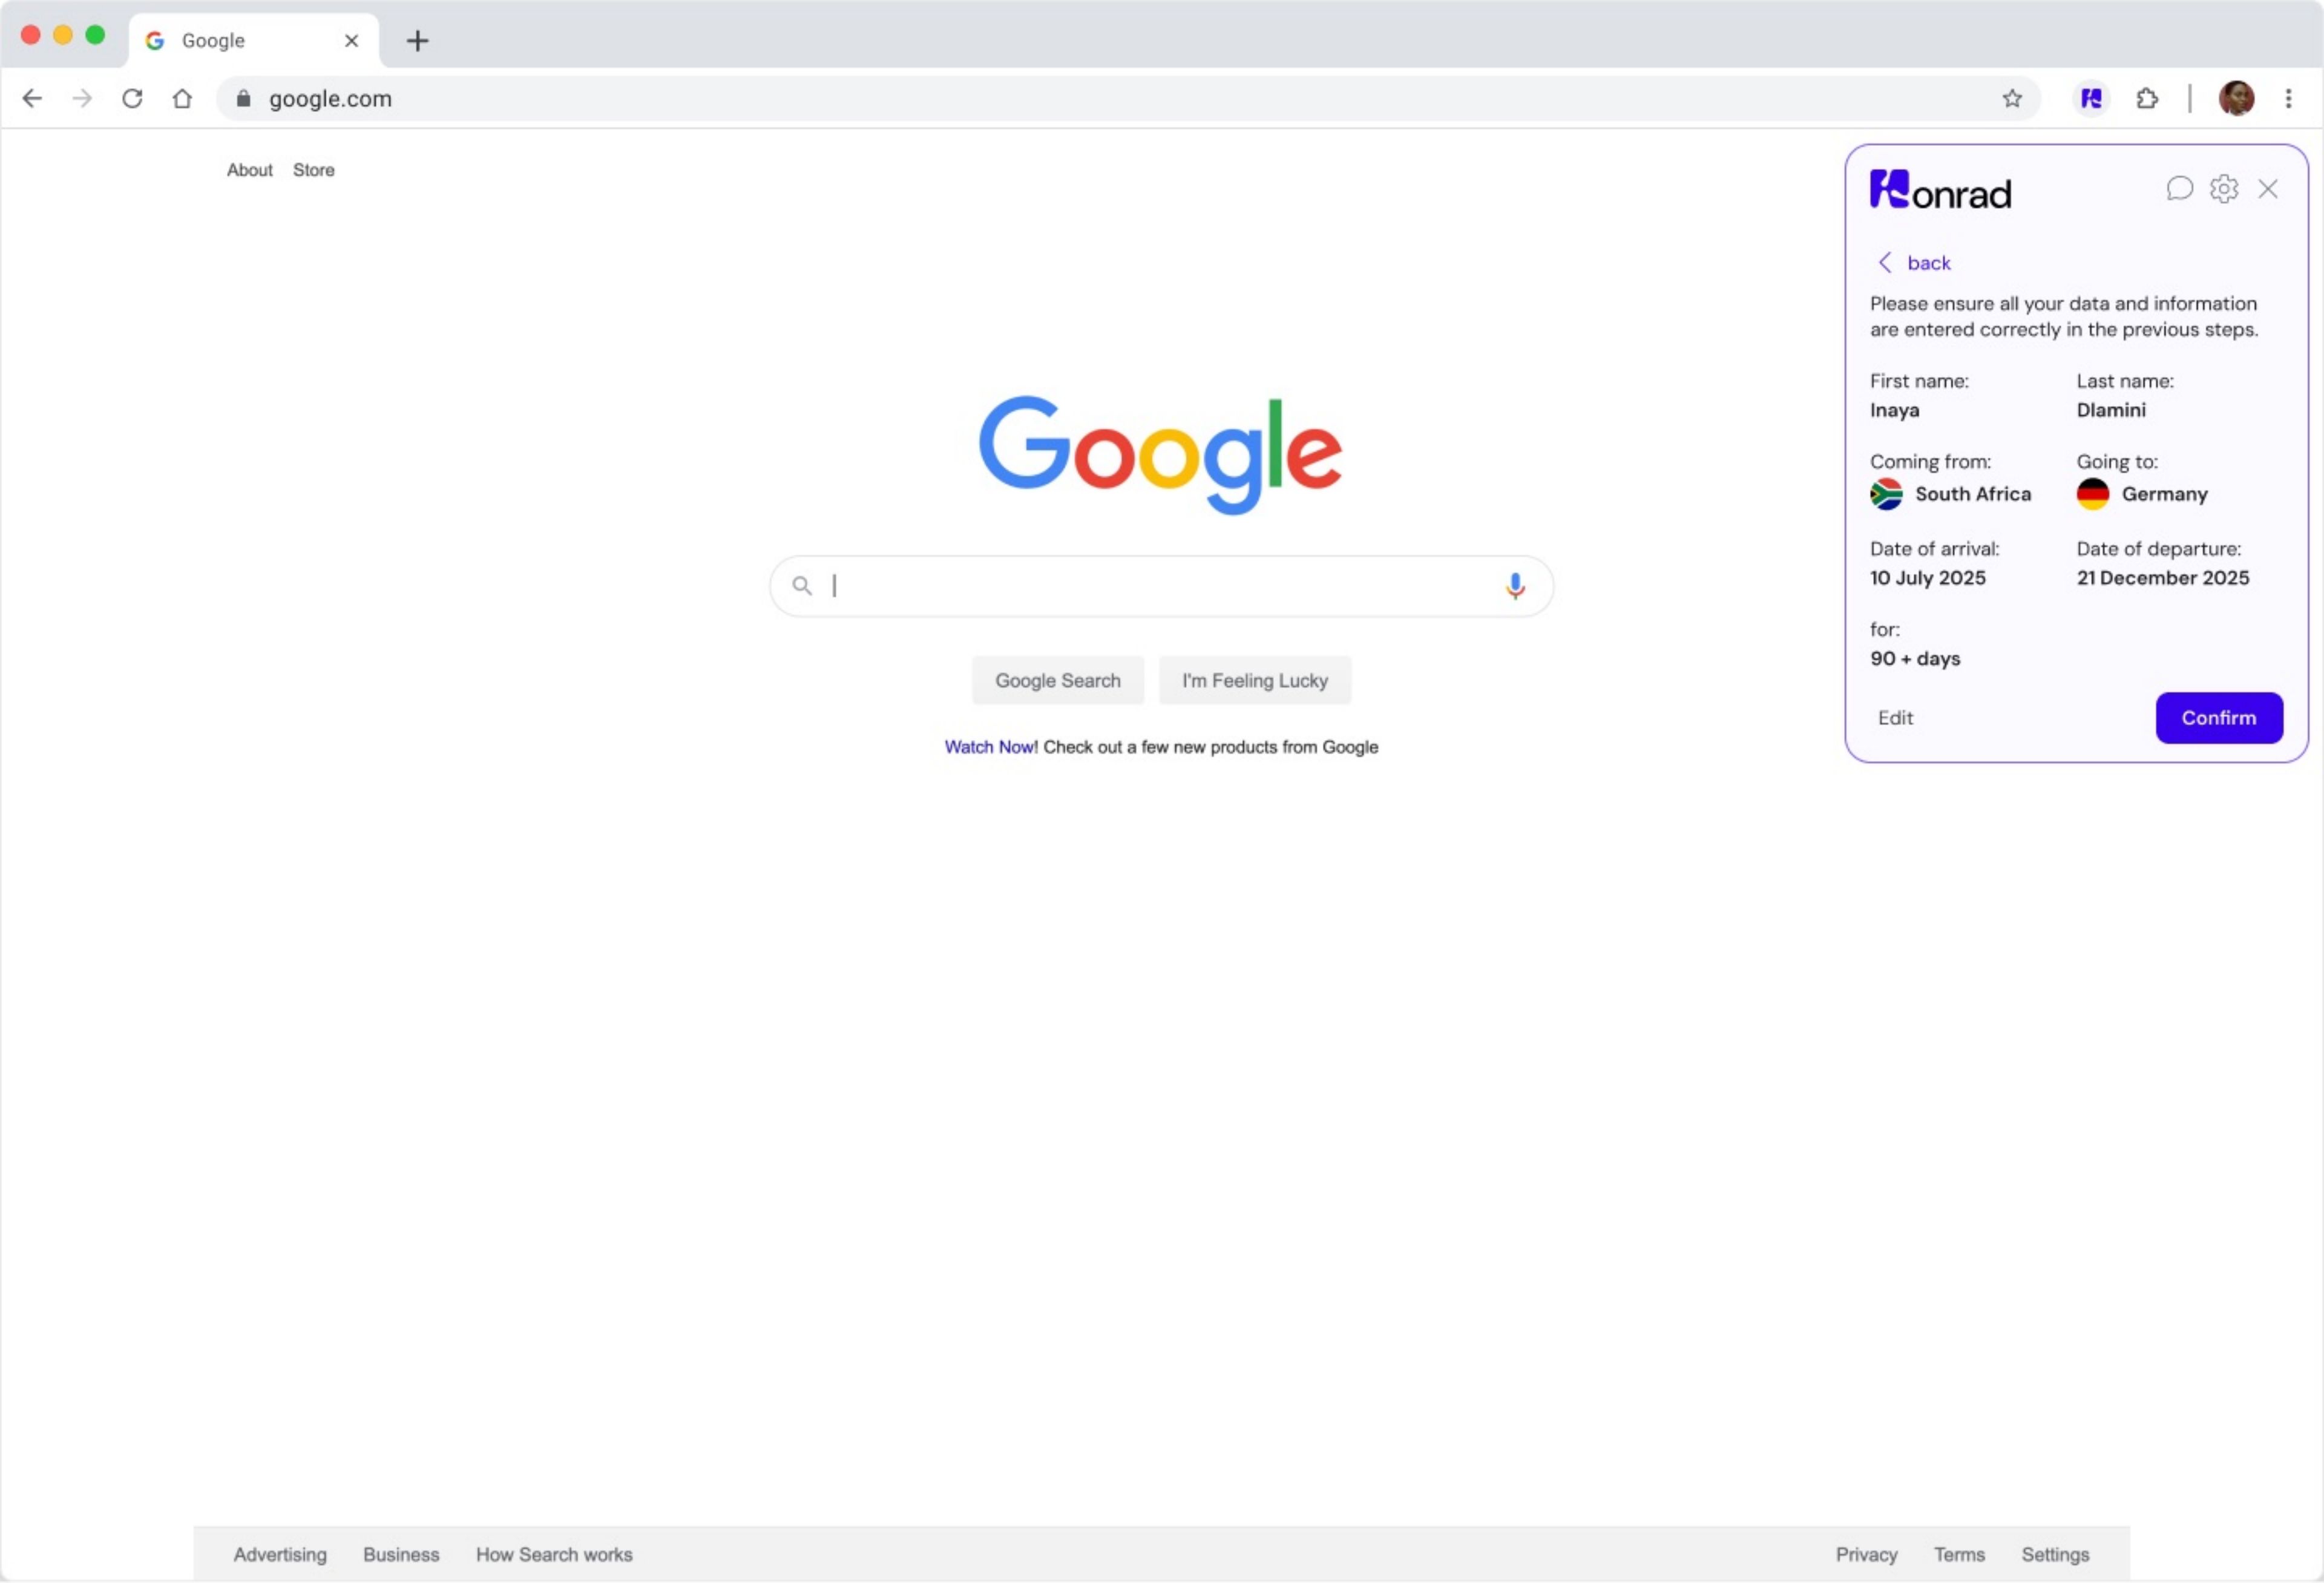 Google
google.com
About Store
Konrad
back
Please ensure all your data and information
are entered correctly in the previous steps.
First name: Last name:
Inaya Dlamini
Coming from: Going to:
South Africa Germany
Date of arrival: Date of departure:
10 July 2025 21 December 2025
for:
90 + days
Edit Confirm
Google
Google Search I'm Feeling Lucky
Watch Now! Check out a few new products from Google
Advertising Business How Search works Privacy Terms Settings